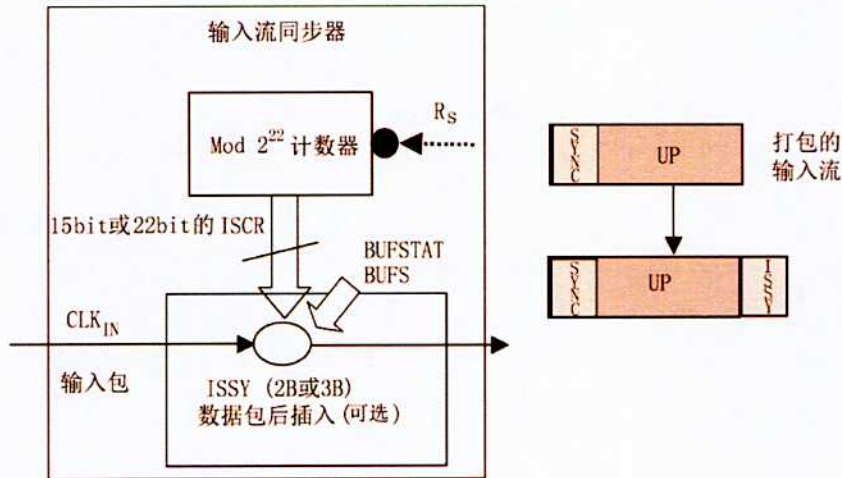 输入流同步器
Mod 2²² 计数器
R_S
15bit或22bit的 ISCR
BUFSTAT
BUFS
CLK_IN
输入包
ISSY (2B或3B)
数据包后插入(可选)
SYNC
UP
打包的
输入流
SYNC
UP
ISSY